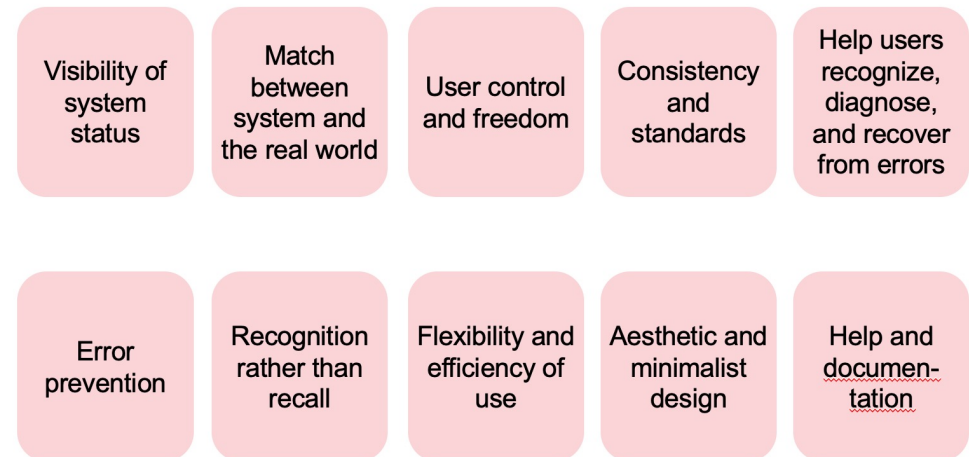 Visibility of
system
status
Match
between
system and
the real world
User control
and freedom
Consistency
and
standards
Help users
recognize,
diagnose,
and recover
from errors
Error
prevention
Recognition
rather than
recall
Flexibility and
efficiency of
use
Aesthetic and
minimalist
design
Help and
documen-
tation